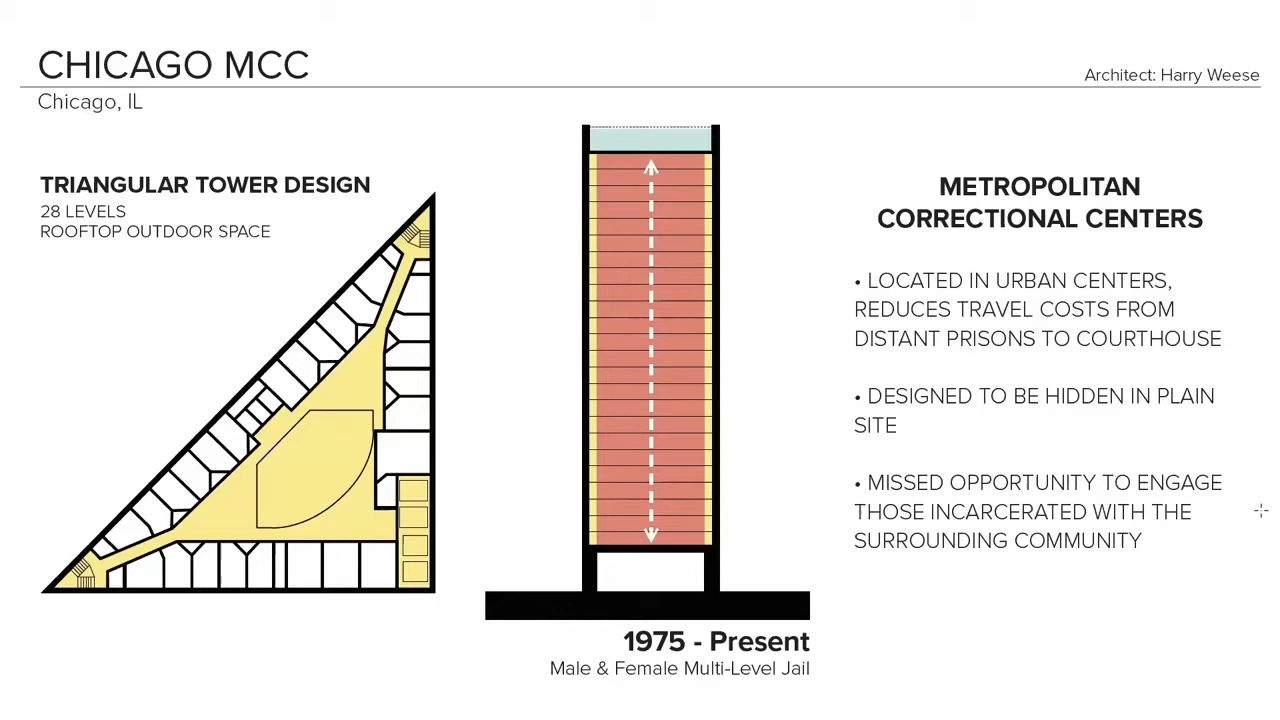 CHICAGO MCC
Architect: Harry Weese
Chicago, IL
TRIANGULAR TOWER DESIGN
28 LEVELS
ROOFTOP OUTDOOR SPACE
METROPOLITAN
CORRECTIONAL CENTERS
• LOCATED IN URBAN CENTERS,
REDUCES TRAVEL COSTS FROM
DISTANT PRISONS TO COURTHOUSE
• DESIGNED TO BE HIDDEN IN PLAIN
SITE
• MISSED OPPORTUNITY TO ENGAGE
THOSE INCARCERATED WITH THE
SURROUNDING COMMUNITY
1975 - Present
Male & Female Multi-Level Jail